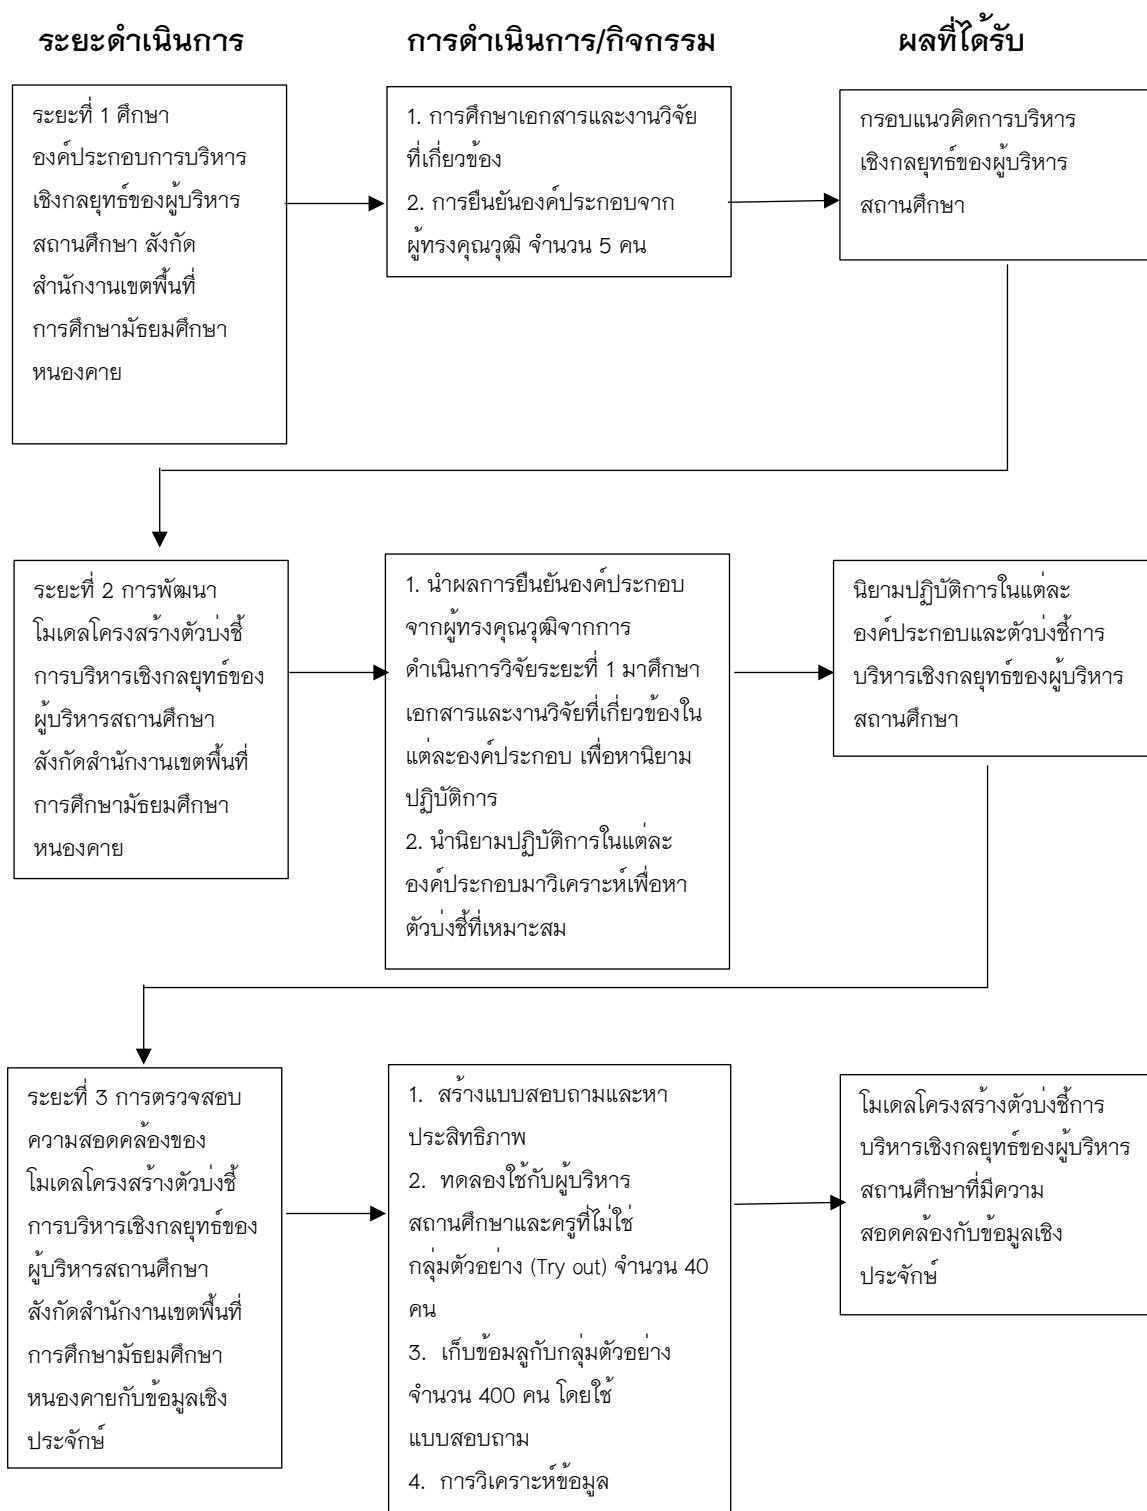 ระยะดำเนินการ
การดำเนินการ/กิจกรรม
ผลที่ได้รับ
ระยะที่ 1 ศึกษา
องค์ประกอบการบริหาร
เชิงกลยุทธ์ของผู้บริหาร
สถานศึกษา สังกัด
สำนักงานเขตพื้นที่
การศึกษามัธยมศึกษา
หนองคาย
1. การศึกษาเอกสารและงานวิจัย
ที่เกี่ยวข้อง
2. การยืนยันองค์ประกอบจาก
ผู้ทรงคุณวุฒิ จำนวน 5 คน
กรอบแนวคิดการบริหาร
เชิงกลยุทธ์ของผู้บริหาร
สถานศึกษา
ระยะที่ 2 การพัฒนา
โมเดลโครงสร้างตัวบ่งชี้
การบริหารเชิงกลยุทธ์ของ
ผู้บริหารสถานศึกษา
สังกัดสำนักงานเขตพื้นที่
การศึกษามัธยมศึกษา
หนองคาย
1. นำผลการยืนยันองค์ประกอบ
จากผู้ทรงคุณวุฒิจากการ
ดำเนินการวิจัยระยะที่ 1 มาศึกษา
เอกสารและงานวิจัยที่เกี่ยวข้องใน
แต่ละองค์ประกอบ เพื่อหานิยาม
ปฏิบัติการ
2. นำนิยามปฏิบัติการในแต่ละ
องค์ประกอบมาวิเคราะห์เพื่อหา
ตัวบ่งชี้ที่เหมาะสม
นิยามปฏิบัติการในแต่ละ
องค์ประกอบและตัวบ่งชี้การ
บริหารเชิงกลยุทธ์ของผู้บริหาร
สถานศึกษา
ระยะที่ 3 การตรวจสอบ
ความสอดคล้องของ
โมเดลโครงสร้างตัวบ่งชี้
การบริหารเชิงกลยุทธ์ของ
ผู้บริหารสถานศึกษา
สังกัดสำนักงานเขตพื้นที่
การศึกษามัธยมศึกษา
หนองคายกับข้อมูลเชิง
ประจักษ์
1. สร้างแบบสอบถามและหา
ประสิทธิภาพ
2. ทดลองใช้กับผู้บริหาร
สถานศึกษาและครูที่ไม่ใช่
กลุ่มตัวอย่าง (Try out) จำนวน 40
คน
3. เก็บข้อมลูกับกลุ่มตัวอย่าง
จำนวน 400 คน โดยใช้
แบบสอบถาม
4. การวิเคราะห์ข้อมูล
โมเดลโครงสร้างตัวบ่งชี้การ
บริหารเชิงกลยุทธ์ของผู้บริหาร
สถานศึกษาที่มีความ
สอดคล้องกับข้อมูลเชิง
ประจักษ์